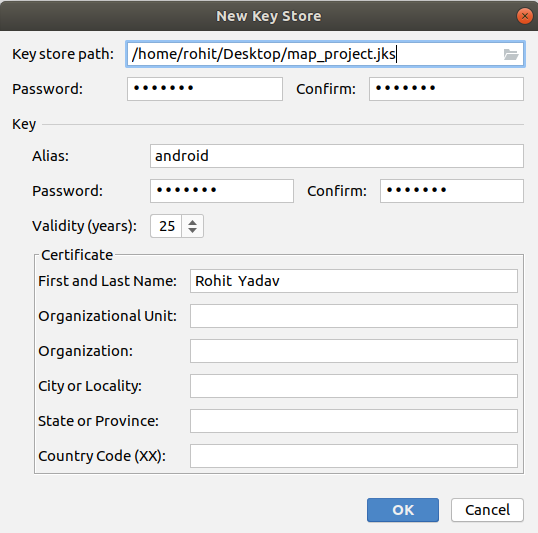 New Key Store
Key store path: /home/rohit/Desktop/map_project.jks
Password: ••••••• Confirm: •••••••
Key
Alias: android
Password: ••••••• Confirm: •••••••
Validity (years): 25
Certificate
First and Last Name: Rohit Yadav
Organizational Unit:
Organization:
City or Locality:
State or Province:
Country Code (XX):
OK Cancel